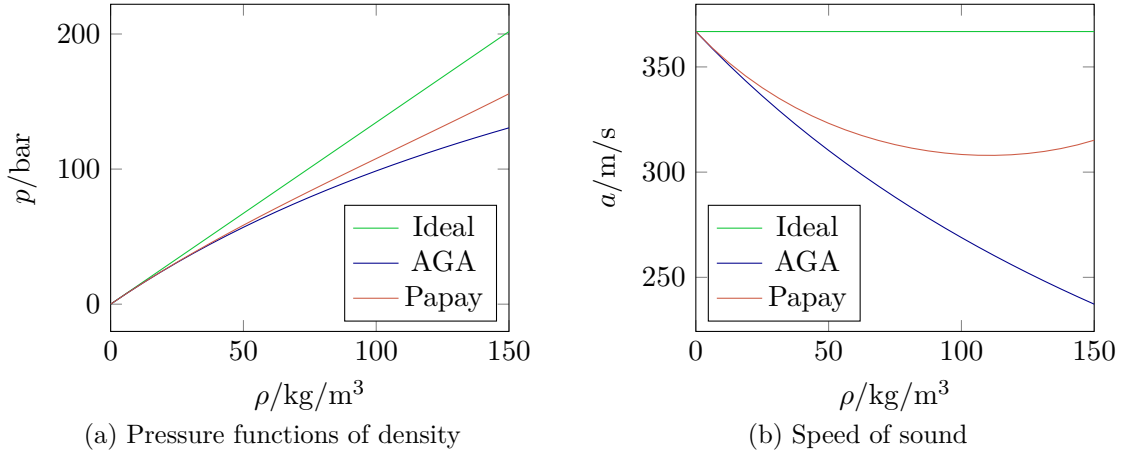 200
100
0
p/bar
Ideal
AGA
Papay
0
50
100
150
ρ/kg/m³
(a) Pressure functions of density
350
300
250
a/m/s
Ideal
AGA
Papay
0
50
100
150
ρ/kg/m³
(b) Speed of sound